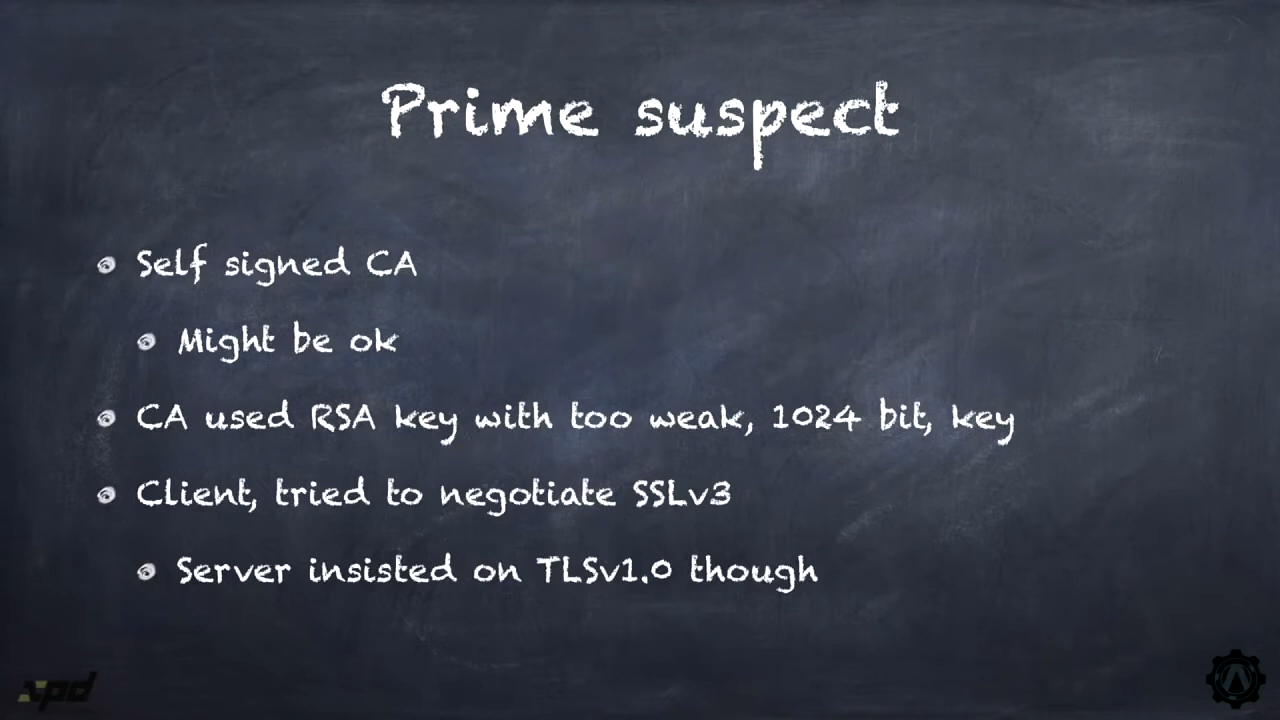 Prime suspect
Self signed CA
Might be ok
CA used RSA key with too weak, 1024 bit, key
Client, tried to negotiate SSLv3
Server insisted on TLSv1.0 though
xpd